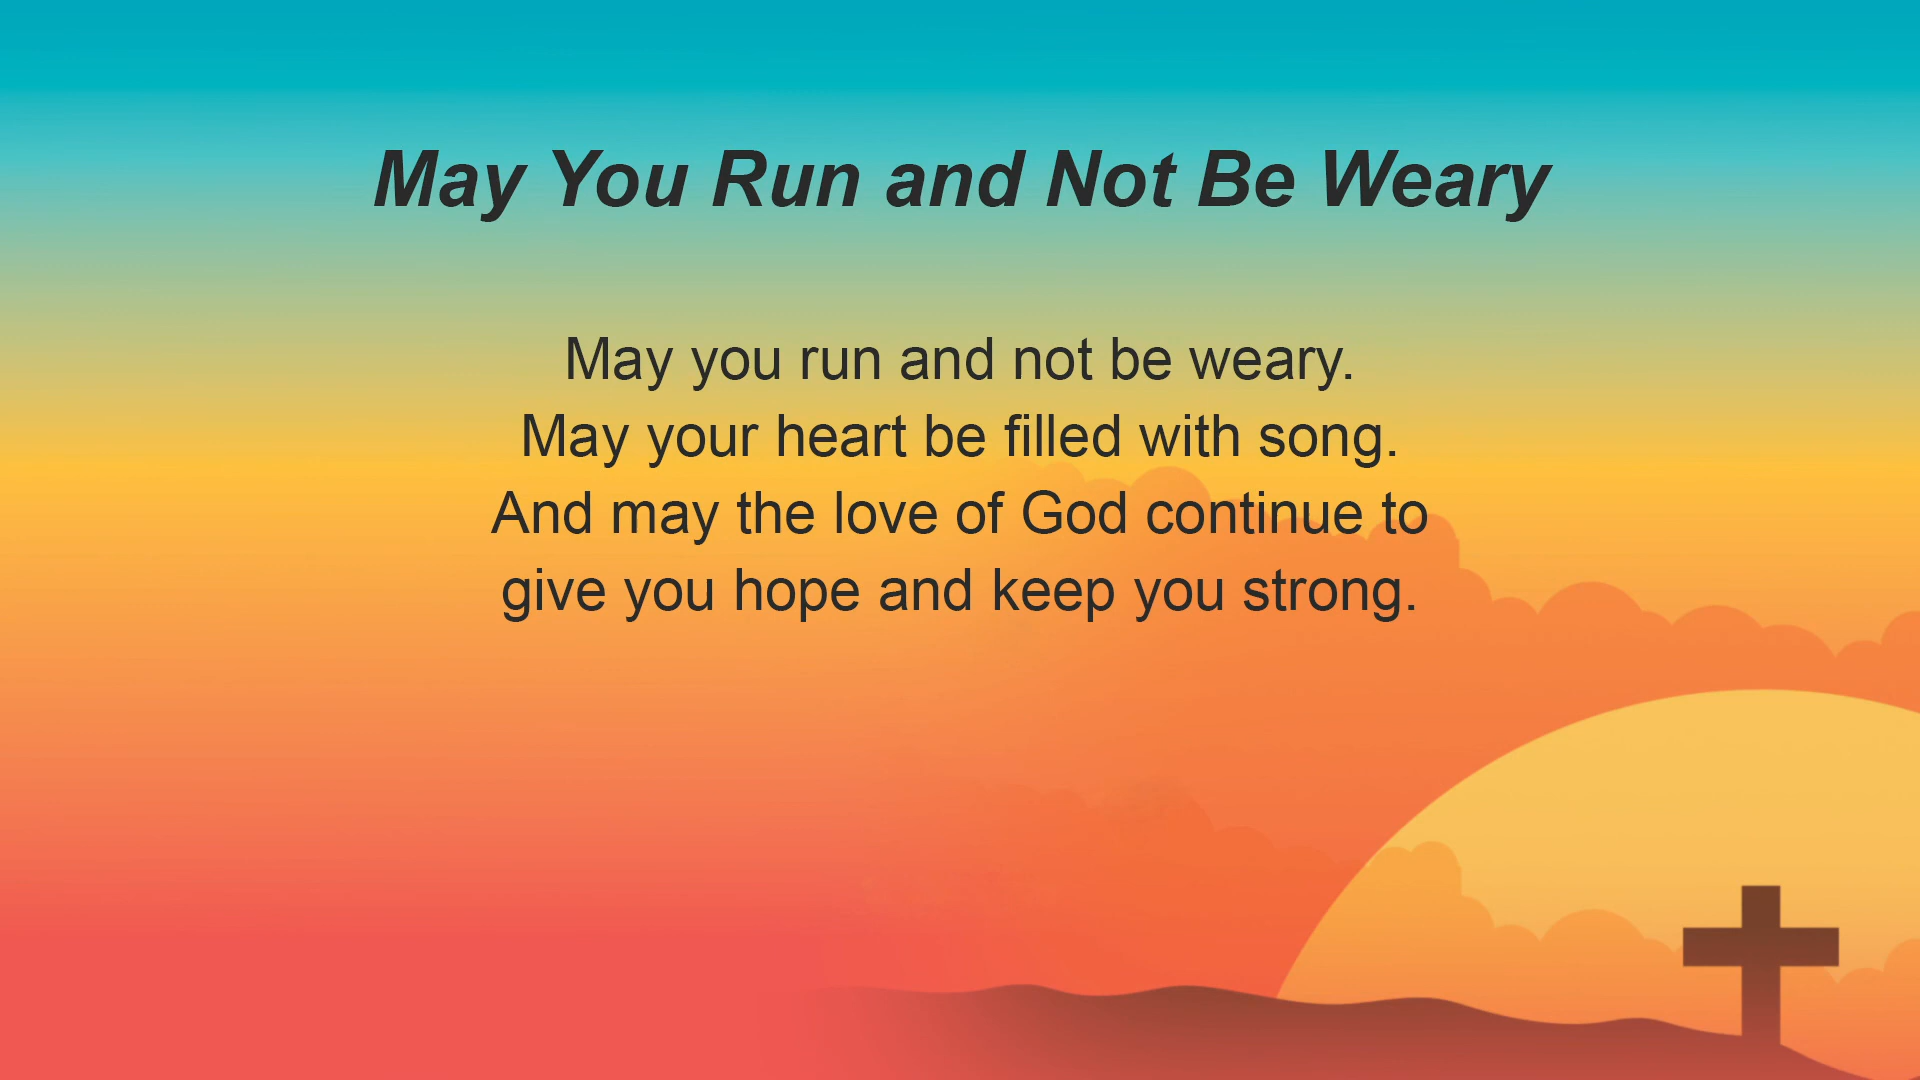 May You Run and Not Be Weary
May you run and not be weary.
May your heart be filled with song.
And may the love of God continue to
give you hope and keep you strong.